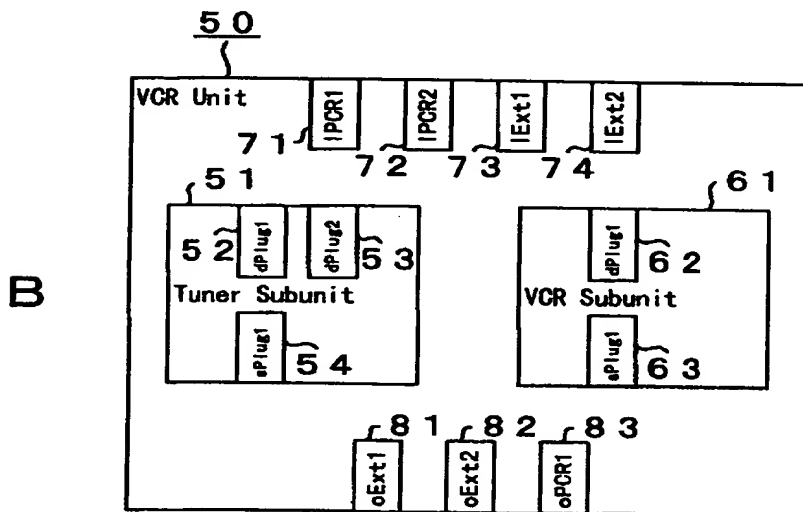 50
VCR Unit
IPCR1
IPCR2
IExt1
IExt2
71
72
73
74
51
61
52
dPlug1
dPlug2
53
dPlug1
62
B
Tuner Subunit
VCR Subunit
sPlug1
54
sPlug1
63
81
82
83
oExt1
oExt2
oPCR1